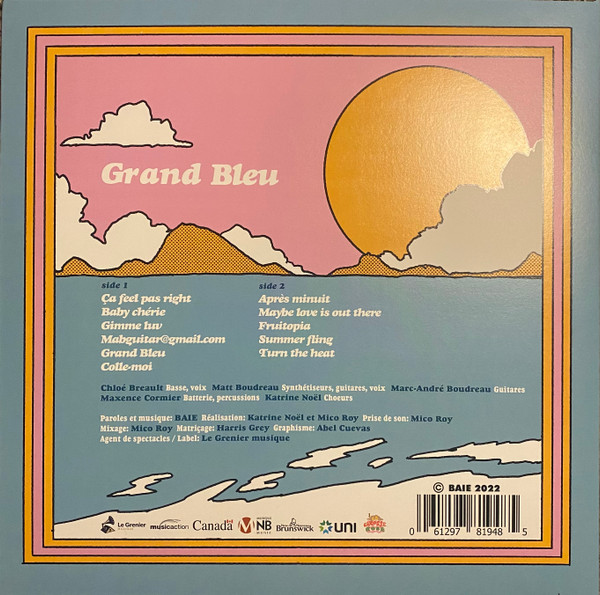 Grand Bleu
side 1
Ça feel pas right
Baby chérie
Gimme luv
Mabguitar@gmail.com
Grand Bleu
Colle-moi
side 2
Après minuit
Maybe love is out there
Fruitopia
Summer fling
Turn the heat
Chloé Breault Basse, voix Matt Boudreau Synthétiseurs, guitares, voix Marc-André Boudreau Guitares
Maxence Cormier Batterie, percussions Katrine Noël Choeurs
Paroles et musique: BAIE Réalisation: Katrine Noël et Mico Roy Prise de son: Mico Roy
Mixage: Mico Roy Matriçage: Harris Grey Graphisme: Abel Cuevas
Agent de spectacles / Label: Le Grenier musique
© BAIE 2022
Le Grenier
musicaction
Canada
M NB
Brunswick
UNI
0 61297 81948 5